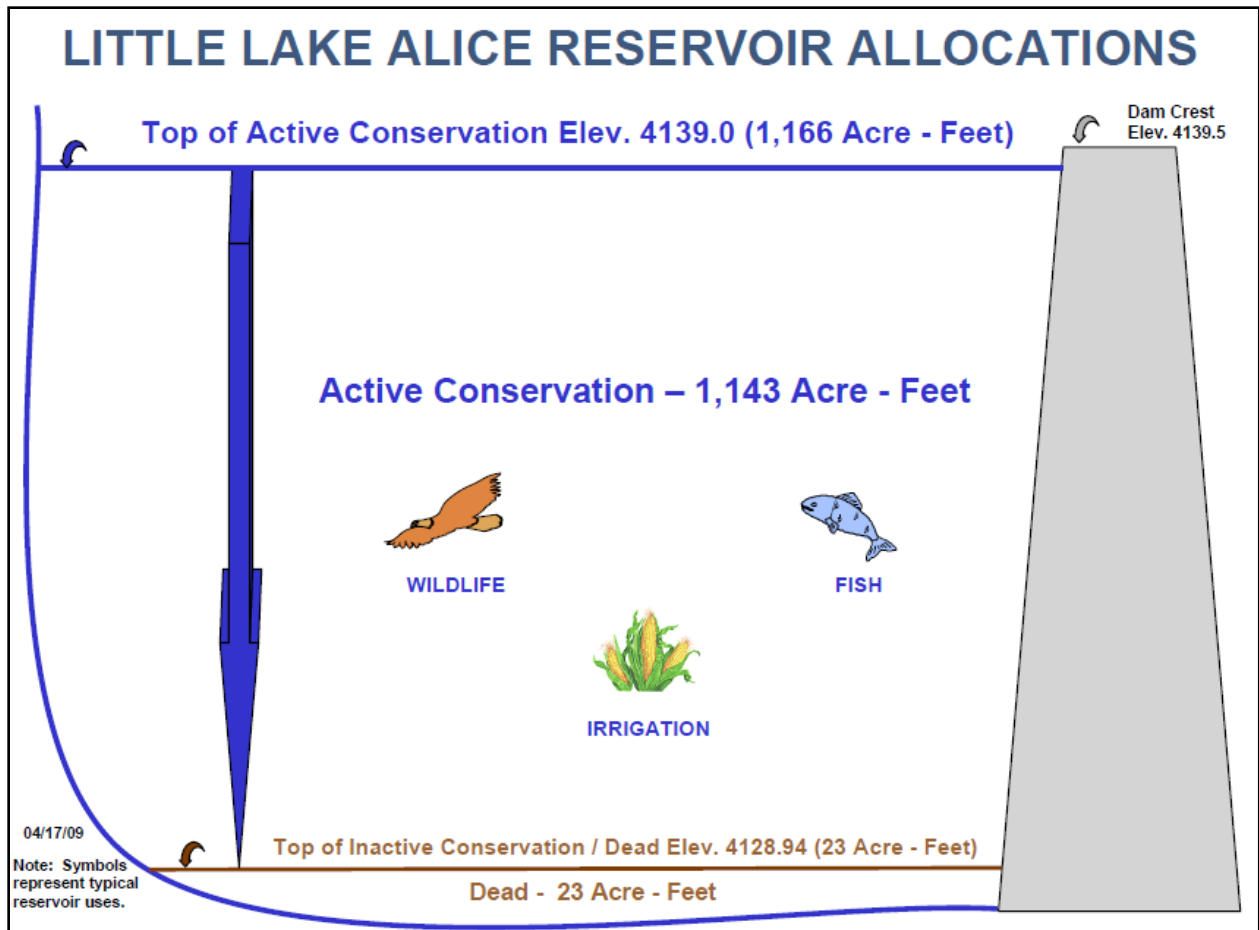 LITTLE LAKE ALICE RESERVOIR ALLOCATIONS
Top of Active Conservation Elev. 4139.0 (1,166 Acre - Feet)
Dam Crest
Elev. 4139.5
Active Conservation – 1,143 Acre - Feet
WILDLIFE
FISH
IRRIGATION
04/17/09
Note:  Symbols
represent typical
reservoir uses.
Top of Inactive Conservation / Dead Elev. 4128.94 (23 Acre - Feet)
Dead -  23 Acre - Feet